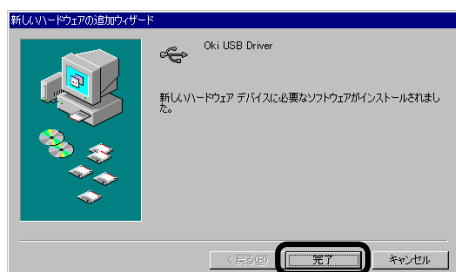 新しいハードウェアの追加ウィザード
Oki USB Driver
新しいハードウェア デバイスに必要なソフトウェアがインストールされまし
た。
< 戻る(B)
完了
キャンセル